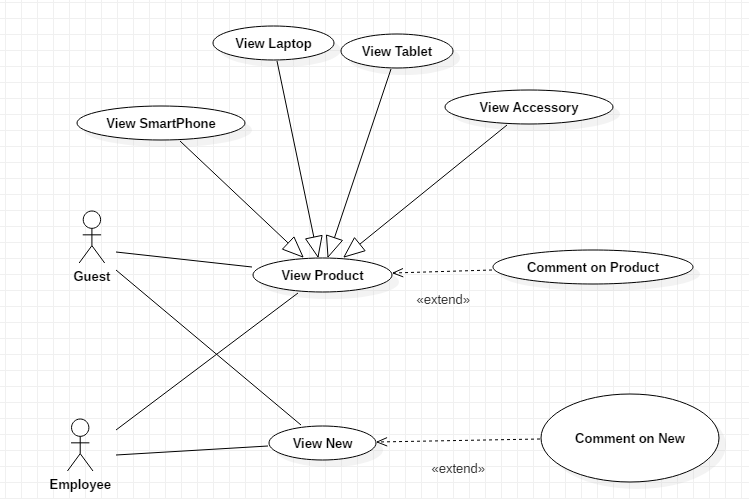 View Laptop
View Tablet
View Accessory
View SmartPhone
Guest
View Product
Comment on Product
«extend»
View New
Comment on New
«extend»
Employee